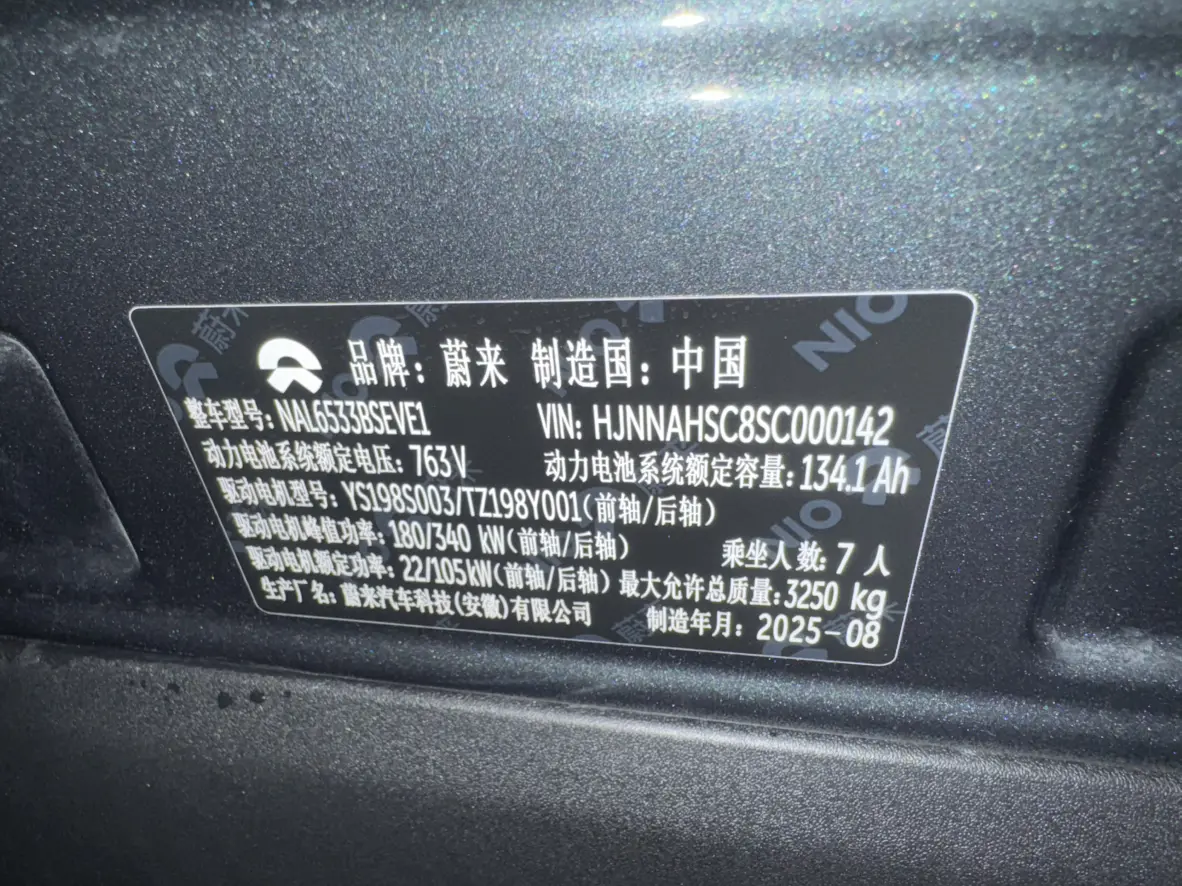 品牌：蔚来 制造国：中国
整车型号：NAL6533BSEVE1 VIN: HJNNAHSC8SC000142
动力电池系统额定电压：763V 动力电池系统额定容量：134.1 Ah
驱动电机型号：YS198S003/TZ198Y001(前轴/后轴)
驱动电机峰值功率：180/340 kW(前轴/后轴) 乘坐人数：7 人
驱动电机额定功率：22/105kW(前轴/后轴) 最大允许总质量：3250 kg
生产厂名：蔚来汽车科技(安徽)有限公司 制造年月：2025-08